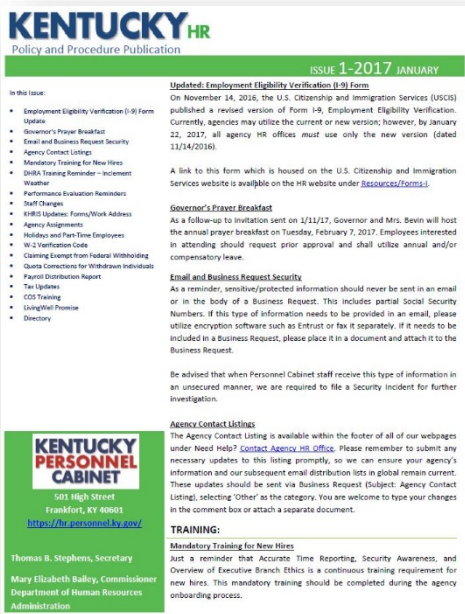 KENTUCKY HR
Policy and Procedure Publication
ISSUE 1-2017 JANUARY
In this Issue:
• Employment Eligibility Verification (I-9) Form
Update
• Governor's Prayer Breakfast
• Email and Business Request Security
• Agency Contact Listings
• Mandatory Training for New Hires
• DHRA Training Reminder – Inclement
Weather
• Performance Evaluation Reminders
• Staff Changes
• KHRIS Updates: Forms/Work Address
• Agency Assignments
• Holidays and Part-Time Employees
• W-2 Verification Code
• Claiming Exempt from Federal Withholding
• Quota Corrections for Withdrawn Individuals
• Payroll Distribution Report
• Tax Updates
• COS Training
• LivingWell Promise
• Directory
KENTUCKY
PERSONNEL
CABINET
501 High Street
Frankfort, KY 40601
https://hr.personnel.ky.gov/
Thomas B. Stephens, Secretary
Mary Elizabeth Bailey, Commissioner
Department of Human Resources
Administration
Updated: Employment Eligibility Verification (I-9) Form
On November 14, 2016, the U.S. Citizenship and Immigration Services (USCIS)
published a revised version of Form I-9, Employment Eligibility Verification.
Currently, agencies may utilize the current or new version; however, by January
22, 2017, all agency HR offices must use only the new version (dated
11/14/2016).
A link to this form which is housed on the U.S. Citizenship and Immigration
Services website is available on the HR website under Resources/Forms-I.
Governor's Prayer Breakfast
As a follow-up to invitation sent on 1/11/17, Governor and Mrs. Bevin will host
the annual prayer breakfast on Tuesday, February 7, 2017. Employees interested
in attending should request prior approval and shall utilize annual and/or
compensatory leave.
Email and Business Request Security
As a reminder, sensitive/protected information should never be sent in an email
or in the body of a Business Request. This includes partial Social Security
Numbers. If this type of information needs to be provided in an email, please
utilize encryption software such as Entrust or fax it separately. If it needs to be
included in a Business Request, please place it in a document and attach it to the
Business Request.
Be advised that when Personnel Cabinet staff receive this type of information in
an unsecured manner, we are required to file a Security Incident for further
investigation.
Agency Contact Listings
The Agency Contact Listing is available within the footer of all of our webpages
under Need Help? Contact Agency HR Office. Please remember to submit any
necessary updates to this listing promptly, so we can ensure your agency's
information and our subsequent email distribution lists in global remain current.
These updates should be sent via Business Request (Subject: Agency Contact
Listing), selecting 'Other' as the category. You are welcome to type your changes
in the comment box or attach a separate document.
TRAINING:
Mandatory Training for New Hires
Just a reminder that Accurate Time Reporting, Security Awareness, and
Overview of Executive Branch Ethics is a continuous training requirement for
new hires. This mandatory training should be completed during the agency
onboarding process.